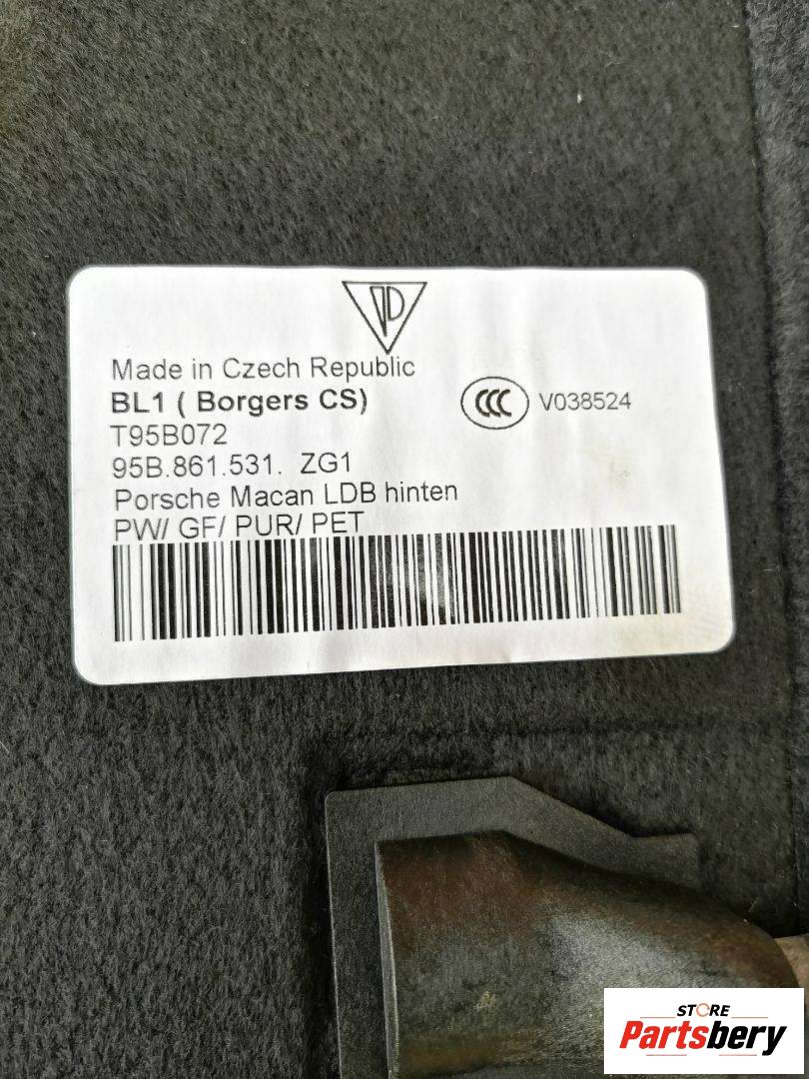 Made in Czech Republic
BL1 ( Borgers CS)
CCC V038524
T95B072
95B.861.531. ZG1
Porsche Macan LDB hinten
PW/ GF/ PUR/ PET
STORE
Partsbery